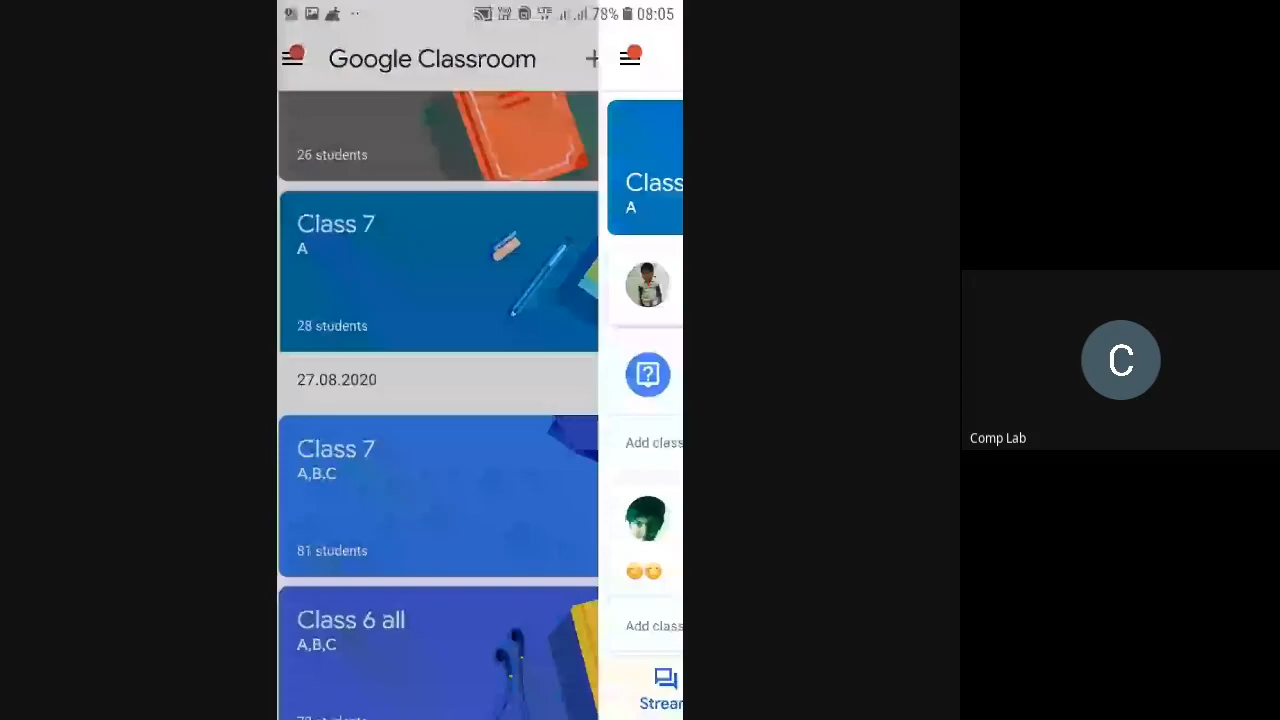 78% 08:05
Google Classroom
26 students
Class 7
A
28 students
27.08.2020
Class 7
A,B,C
81 students
Class 6 all
A,B,C
Class
A
Add class
Add class
Strea
C
Comp Lab